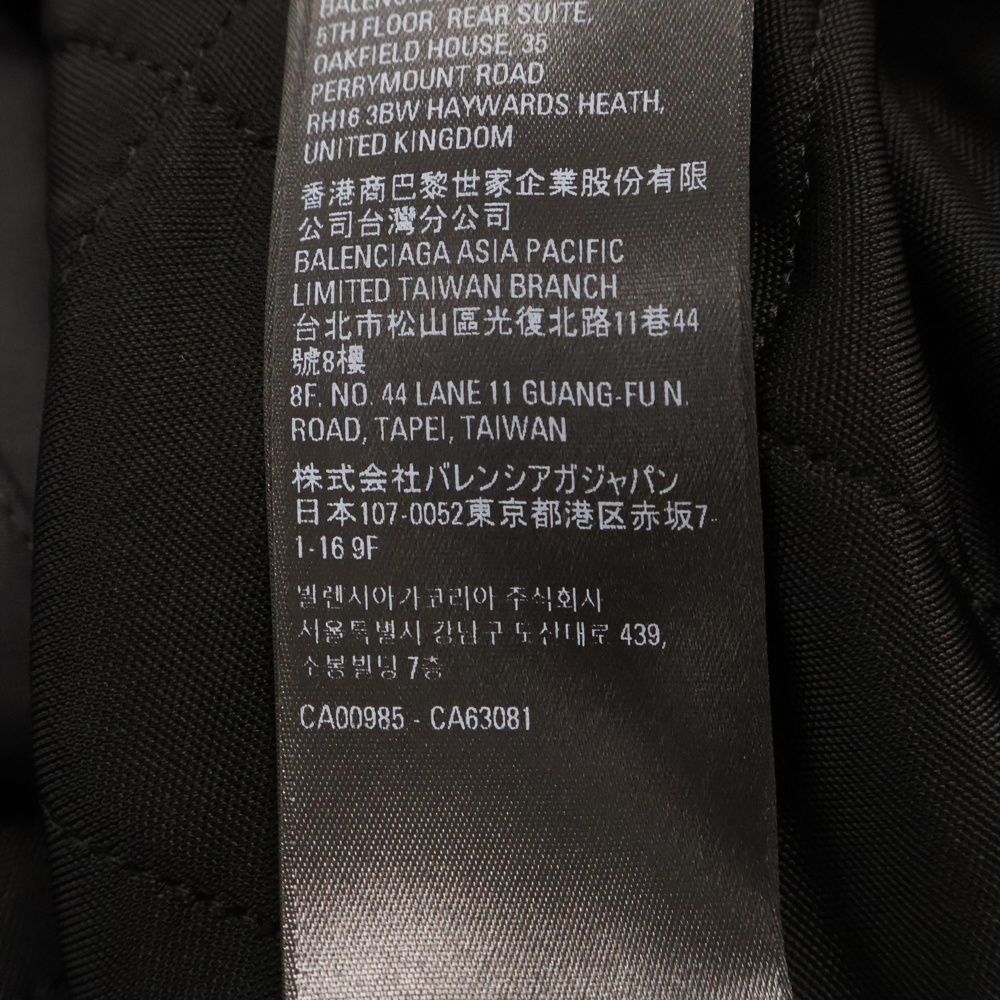 5TH FLOOR, REAR SUITE,
OAKFIELD HOUSE, 35
PERRYMOUNT ROAD
RH16 3BW HAYWARDS HEATH,
UNITED KINGDOM
香港商巴黎世家企業股份有限
公司台灣分公司
BALENCIAGA ASIA PACIFIC
LIMITED TAIWAN BRANCH
台北市松山區光復北路11巷44
號8樓
8F. NO. 44 LANE 11 GUANG-FU N.
ROAD, TAPEI, TAIWAN
株式会社バレンシアガジャパン
日本107-0052東京都港区赤坂7-
1-16 9F
발렌시아가코리아 주식회사
서울특별시 강남구 도산대로 439,
소봉빌딩 7층
CA00985 - CA63081